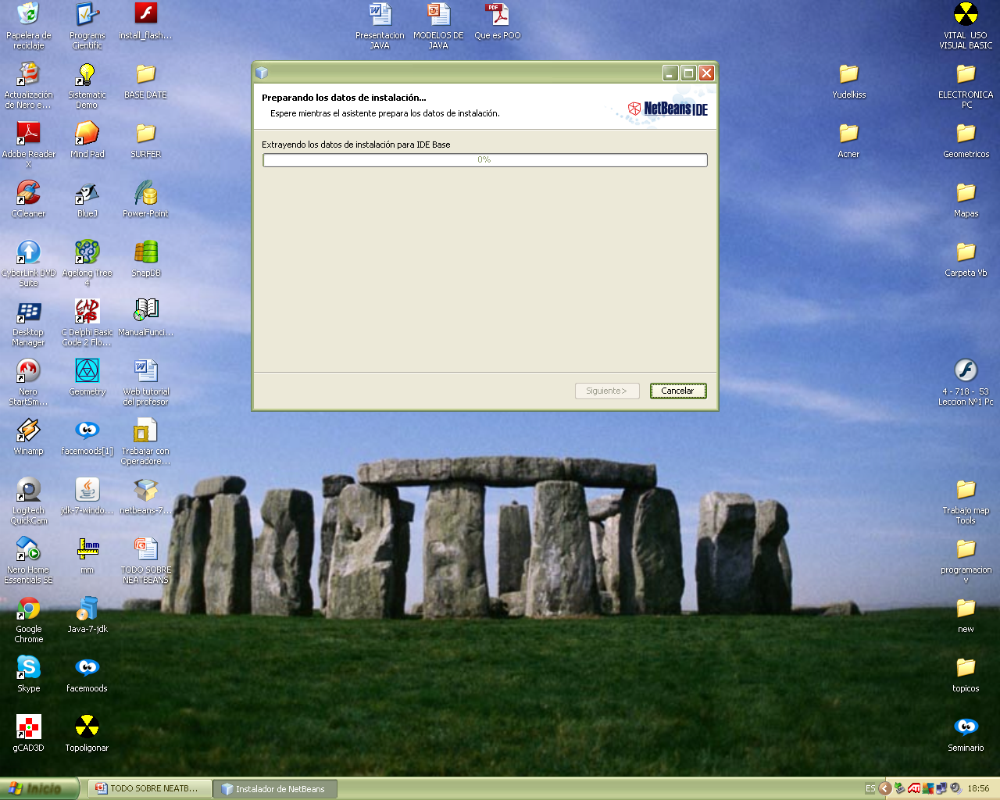 Papelera de
reciclaje
Programs
Cientific
install_flash...
Presentacion
JAVA
MODELOS DE
JAVA
Que es POO
VITAL USO
VISUAL BASIC
Actualización
de Nero e...
Sistematic
Demo
BASE DATE
Yudelkiss
ELECTRONICA
PC
Adobe Reader
X
Mind Pad
SURFER
Acner
Geometricos
CCleaner
BlueJ
Power-Point
Mapas
CyberLink DVD
Suite
Agelong Tree
4
SnapDB
Carpeta Vb
Desktop
Manager
C Delphi Basic
Code 2 Flo...
ManualFunci...
Nero
StartSm...
Geometry
Web tutorial
del profesor
4 - 718 - 53
Leccion Nº1 Pc
Winamp
facemoods[1]
Trabajar con
Operadore...
Logitech
QuickCam
jdk-7-windo...
netbeans-7...
Trabajo map
Tools
Nero Home
Essentials SE
mm
TODO SOBRE
NEATBEANS
programacion
v
Google
Chrome
Java-7-jdk
new
Skype
facemoods
topicos
gCAD3D
Topoligonar
Seminario
Preparando los datos de instalación...
Espere mientras el asistente prepara los datos de instalación.
NetBeans IDE
Extrayendo los datos de instalación para IDE Base
0%
Siguiente >
Cancelar
Inicio
TODO SOBRE NEATB...
Instalador de NetBeans
ES
18:56